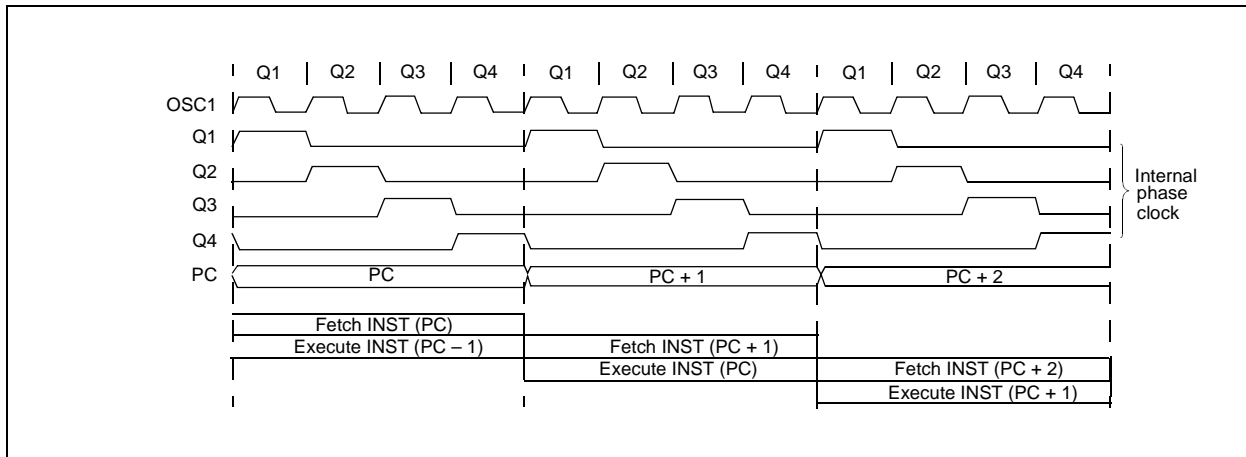 Q1 Q2 Q3 Q4 Q1 Q2 Q3 Q4 Q1 Q2 Q3 Q4
OSC1
Q1
Q2
Q3
Q4
Internal
phase
clock
PC PC PC + 1 PC + 2
Fetch INST (PC)
Execute INST (PC – 1) Fetch INST (PC + 1)
Execute INST (PC) Fetch INST (PC + 2)
Execute INST (PC + 1)